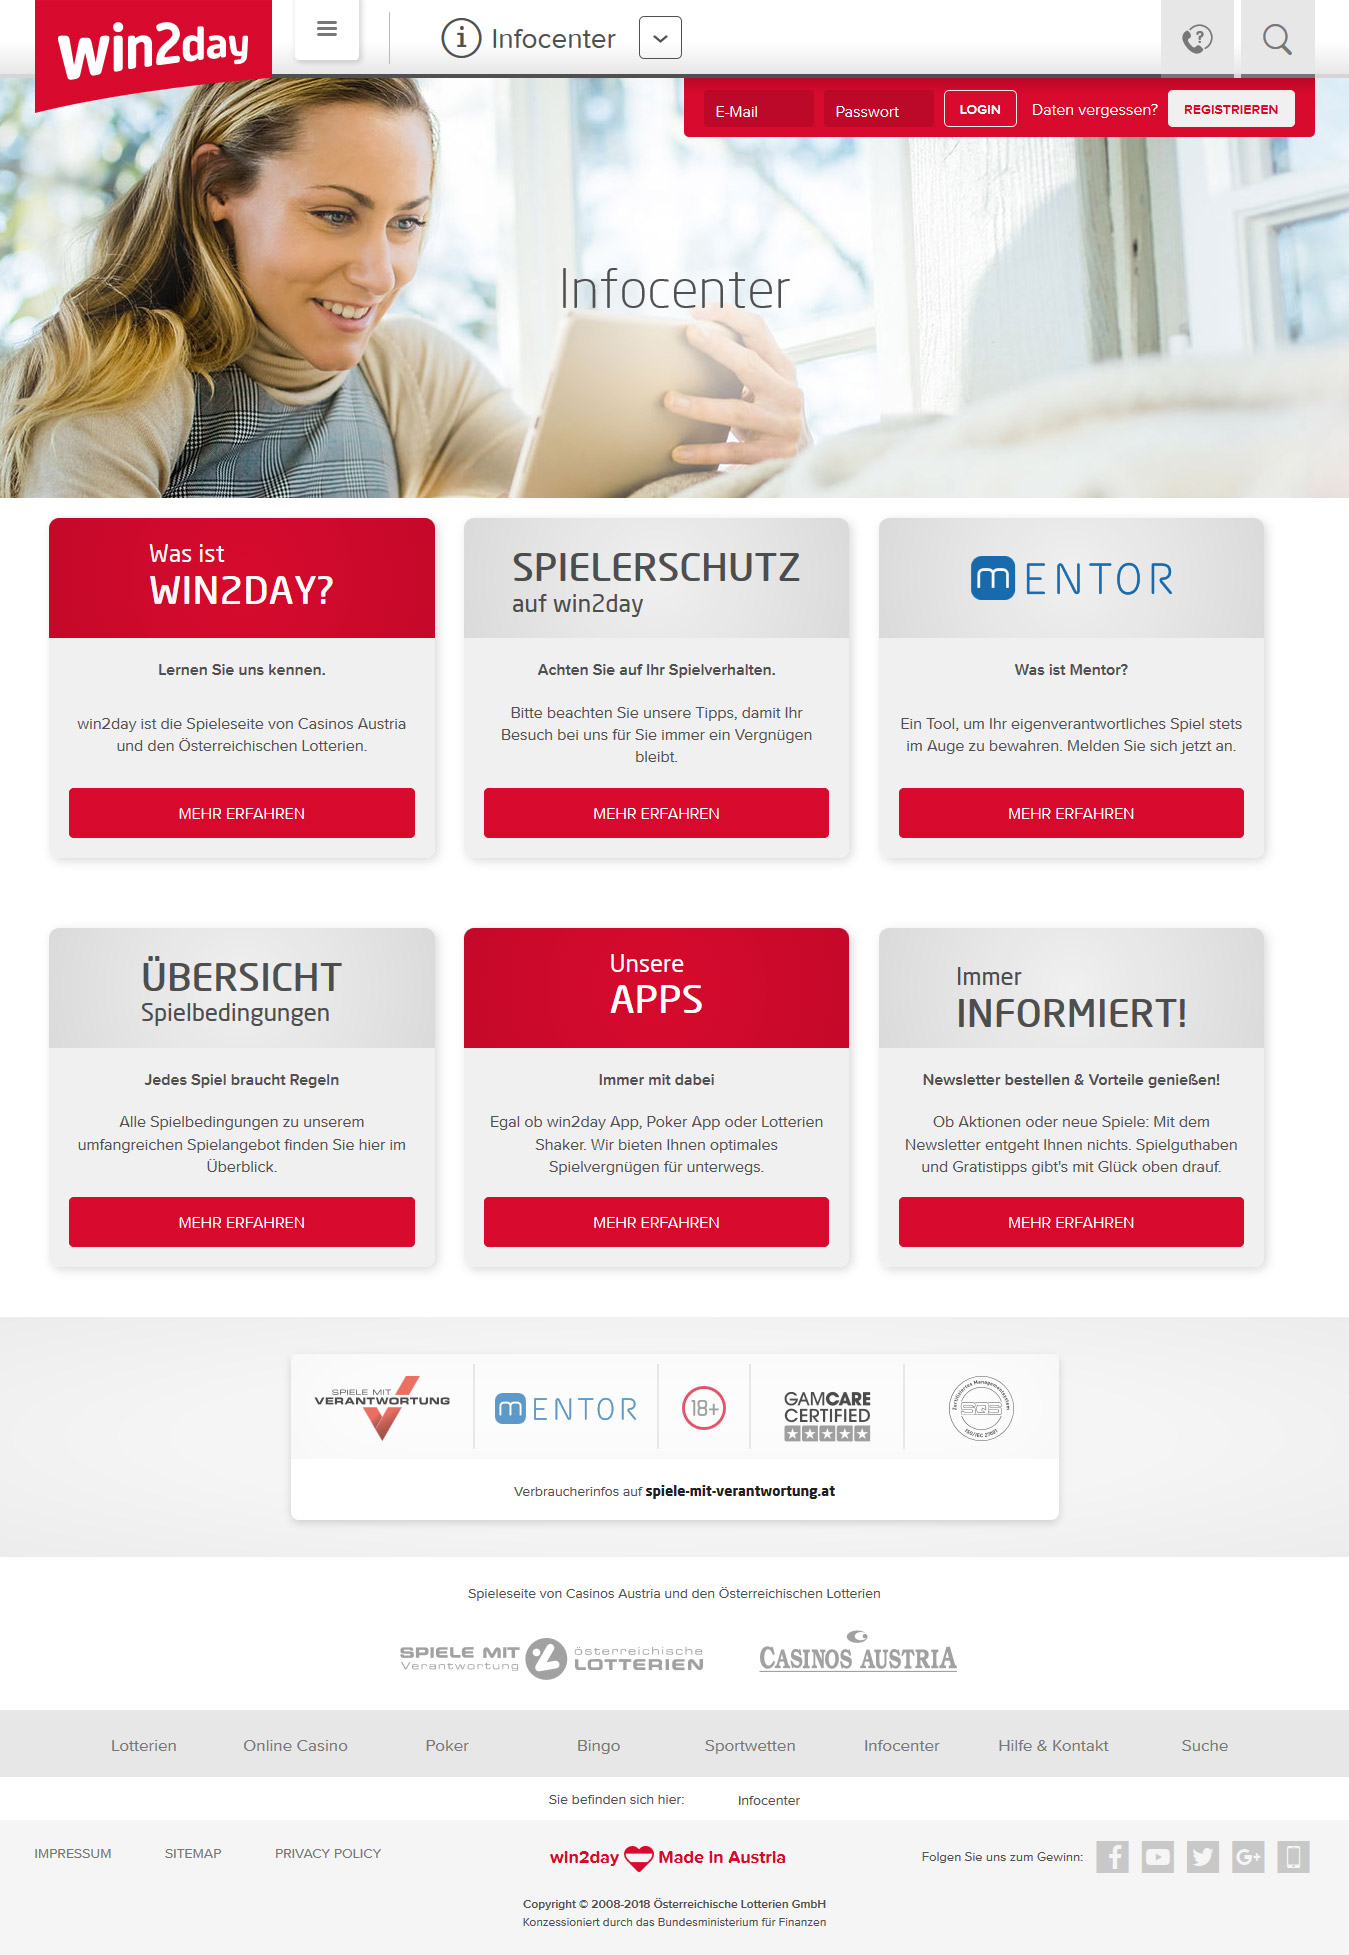 win2day
Infocenter
E-Mail
Passwort
LOGIN
Daten vergessen?
REGISTRIEREN
Infocenter
Was ist
WIN2DAY?
Lernen Sie uns kennen.
win2day ist die Spieleseite von Casinos Austria
und den Österreichischen Lotterien.
MEHR ERFAHREN
SPIELERSCHUTZ
auf win2day
Achten Sie auf Ihr Spielverhalten.
Bitte beachten Sie unsere Tipps, damit Ihr
Besuch bei uns für Sie immer ein Vergnügen
bleibt.
MEHR ERFAHREN
mENTOR
Was ist Mentor?
Ein Tool, um Ihr eigenverantwortliches Spiel stets
im Auge zu bewahren. Melden Sie sich jetzt an.
MEHR ERFAHREN
ÜBERSICHT
Spielbedingungen
Jedes Spiel braucht Regeln
Alle Spielbedingungen zu unserem
umfangreichen Spielangebot finden Sie hier im
Überblick.
MEHR ERFAHREN
Unsere
APPS
Immer mit dabei
Egal ob win2day App, Poker App oder Lotterien
Shaker. Wir bieten Ihnen optimales
Spielvergnügen für unterwegs.
MEHR ERFAHREN
Immer
INFORMIERT!
Newsletter bestellen & Vorteile genießen!
Ob Aktionen oder neue Spiele: Mit dem
Newsletter entgeht Ihnen nichts. Spielguthaben
und Gratistipps gibt's mit Glück oben drauf.
MEHR ERFAHREN
SPIELE MIT
VERANTWORTUNG
mENTOR
18+
GAMCARE
CERTIFIED
Zertifiziertes Managementsystem
SQS
ISO/IEC 27001
Verbraucherinfos auf spiele-mit-verantwortung.at
Spieleseite von Casinos Austria und den Österreichischen Lotterien
SPIELE MIT
Verantwortung
österreichische
LOTTERIEN
CASINOS AUSTRIA
Lotterien
Online Casino
Poker
Bingo
Sportwetten
Infocenter
Hilfe & Kontakt
Suche
Sie befinden sich hier:
Infocenter
IMPRESSUM
SITEMAP
PRIVACY POLICY
win2day Made in Austria
Folgen Sie uns zum Gewinn:
G+
Copyright © 2008-2018 Österreichische Lotterien GmbH
Konzessioniert durch das Bundesministerium für Finanzen